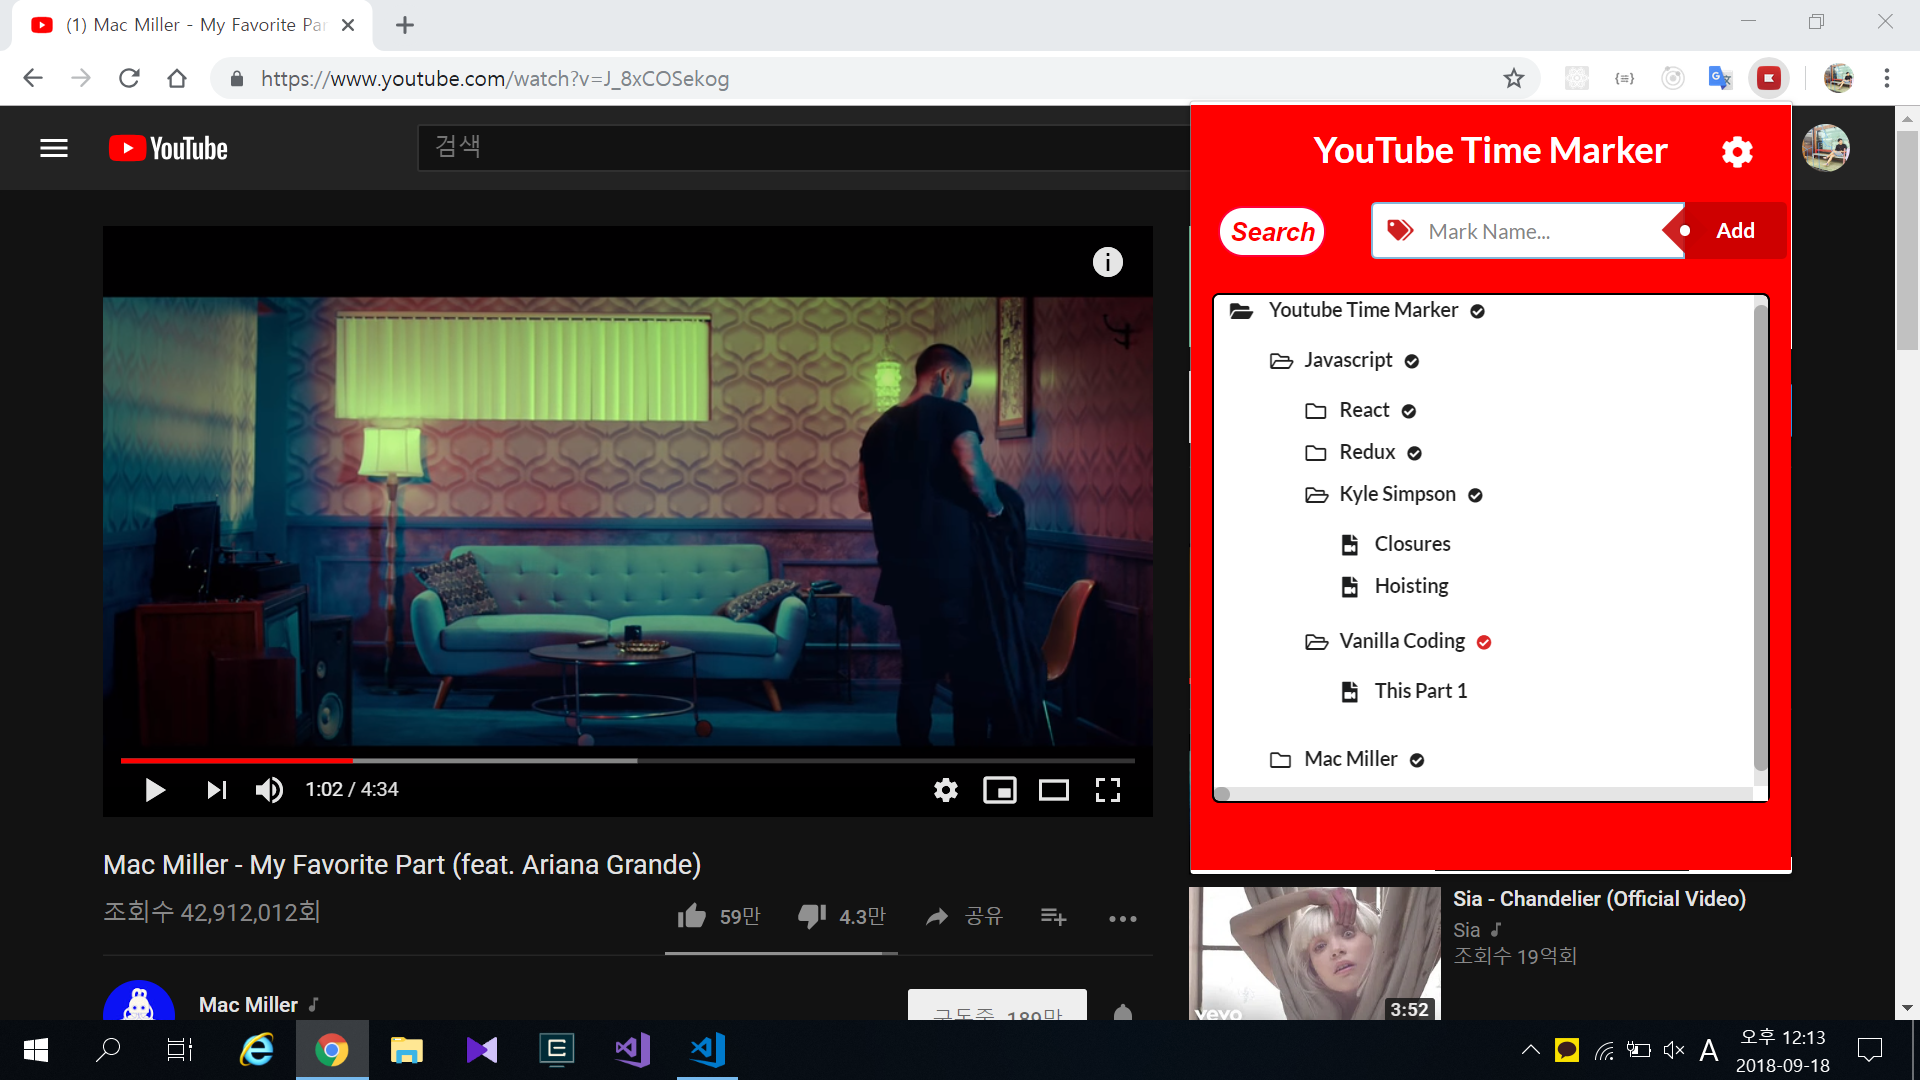 (1) Mac Miller - My Favorite Par
https://www.youtube.com/watch?v=J_8xCOSekog
YouTube
검색
YouTube Time Marker
Search
Mark Name...
Add
Youtube Time Marker
Javascript
React
Redux
Kyle Simpson
Closures
Hoisting
Vanilla Coding
This Part 1
Mac Miller
1:02 / 4:34
Mac Miller - My Favorite Part (feat. Ariana Grande)
조회수 42,912,012회
59만
4.3만
공유
Mac Miller
구독중 189만
Sia - Chandelier (Official Video)
Sia
조회수 19억회
vevo
3:52
A
오후 12:13
2018-09-18